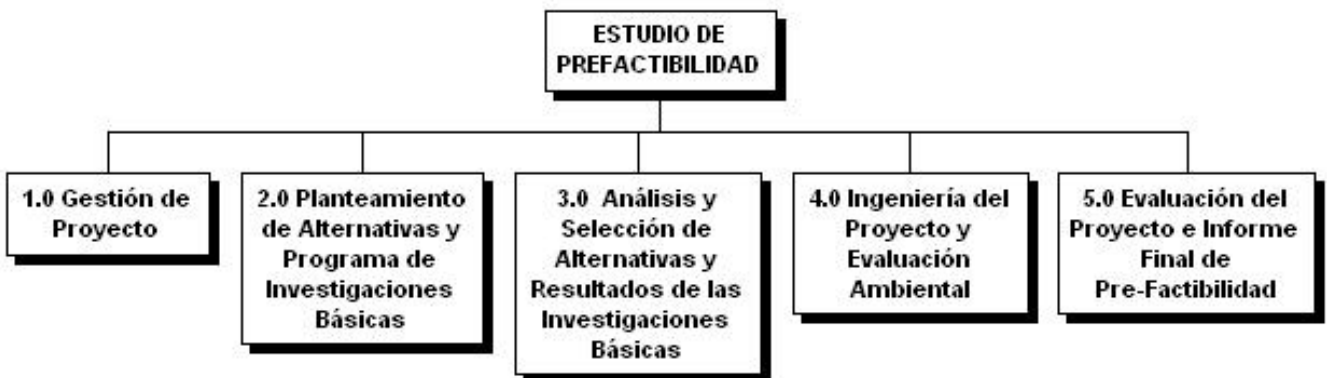 ESTUDIO DE
PREFACTIBILIDAD
1.0 Gestión de
Proyecto
2.0 Planteamiento
de Alternativas y
Programa de
Investigaciones
Básicas
3.0 Análisis y
Selección de
Alternativas y
Resultados de las
Investigaciones
Básicas
4.0 Ingeniería del
Proyecto y
Evaluación
Ambiental
5.0 Evaluación del
Proyecto e Informe
Final de
Pre-Factibilidad